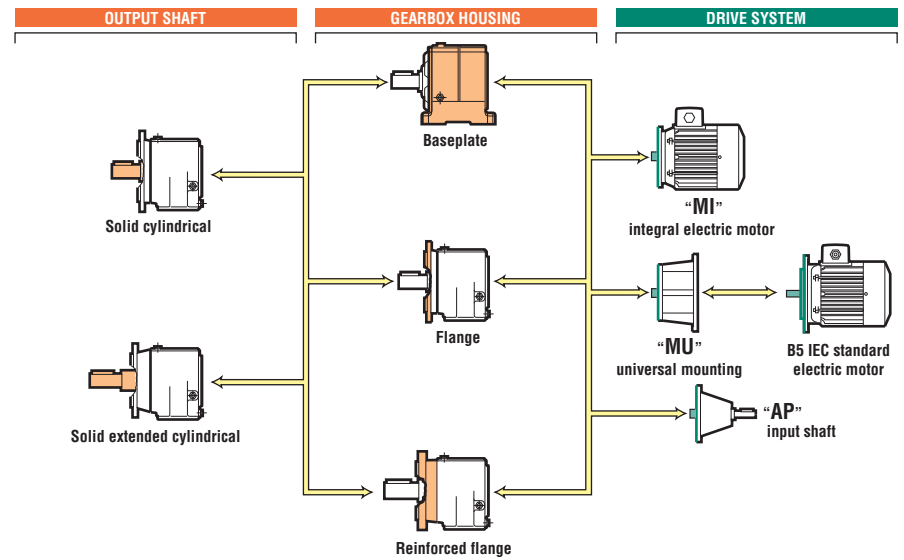 OUTPUT SHAFT
GEARBOX HOUSING
DRIVE SYSTEM
Baseplate
Solid cylindrical
"MI"
integral electric motor
Flange
"MU"
universal mounting
B5 IEC standard
electric motor
Solid extended cylindrical
"AP"
input shaft
Reinforced flange